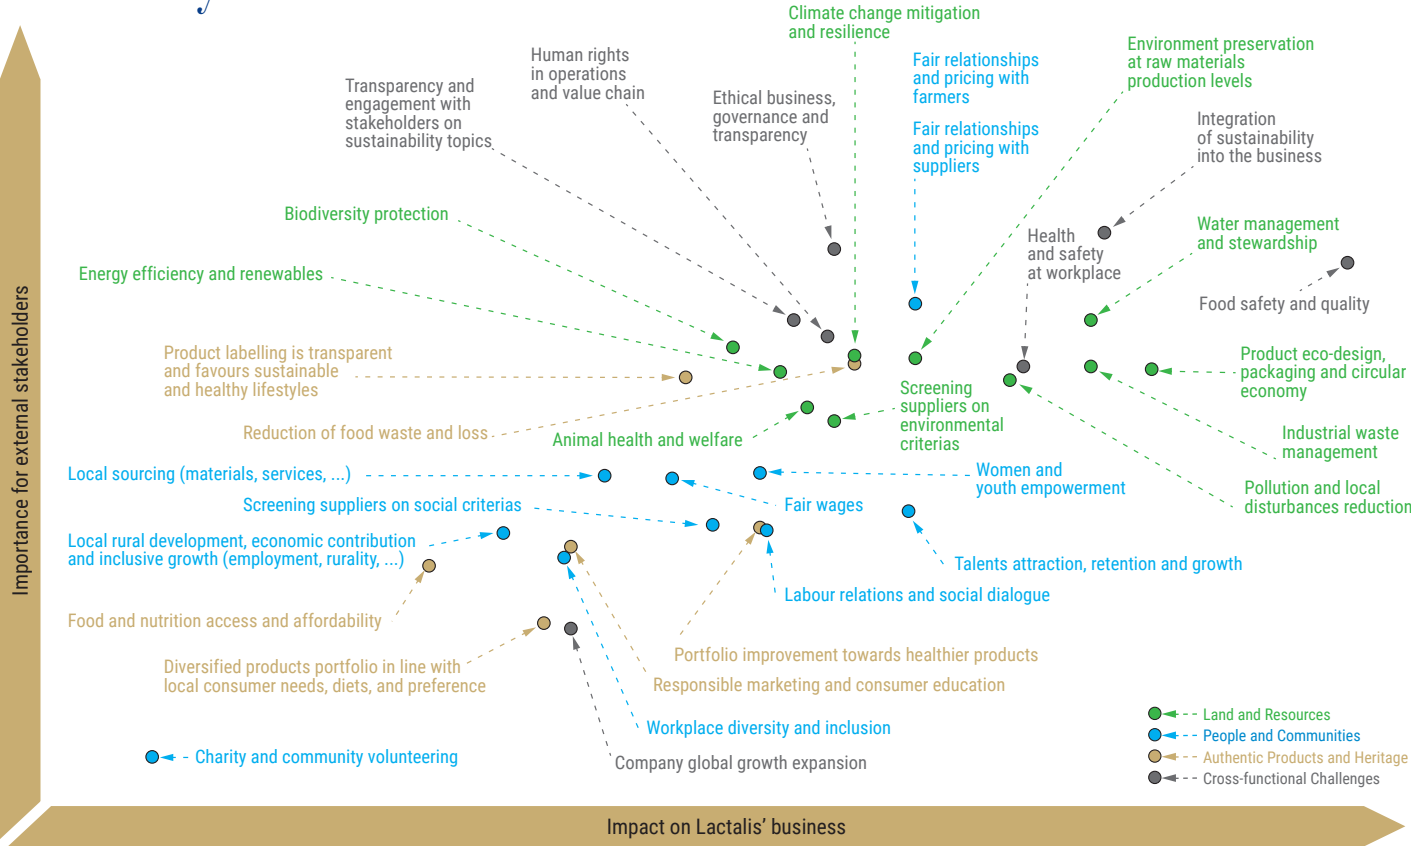 Climate change mitigation
and resilience
Environment preservation
at raw materials
production levels
Human rights
in operations
and value chain
Fair relationships
and pricing with
farmers
Transparency and
engagement with
stakeholders on
sustainability topics
Ethical business,
governance and
transparency
Fair relationships
and pricing with
suppliers
Integration
of sustainability
into the business
Biodiversity protection
Water management
and stewardship
Health
and safety
at workplace
Energy efficiency and renewables
Food safety and quality
Product labelling is transparent
and favours sustainable
and healthy lifestyles
Product eco-design,
packaging and circular
economy
Screening
suppliers on
environmental
criterias
Reduction of food waste and loss
Animal health and welfare
Industrial waste
management
Local sourcing (materials, services, ...)
Women and
youth empowerment
Pollution and local
disturbances reduction
Screening suppliers on social criterias
Fair wages
Local rural development, economic contribution
and inclusive growth (employment, rurality, ...)
Talents attraction, retention and growth
Labour relations and social dialogue
Food and nutrition access and affordability
Portfolio improvement towards healthier products
Diversified products portfolio in line with
local consumer needs, diets, and preference
Responsible marketing and consumer education
Workplace diversity and inclusion
Charity and community volunteering
Company global growth expansion
Land and Resources
People and Communities
Authentic Products and Heritage
Cross-functional Challenges
Importance for external stakeholders
Impact on Lactalis' business